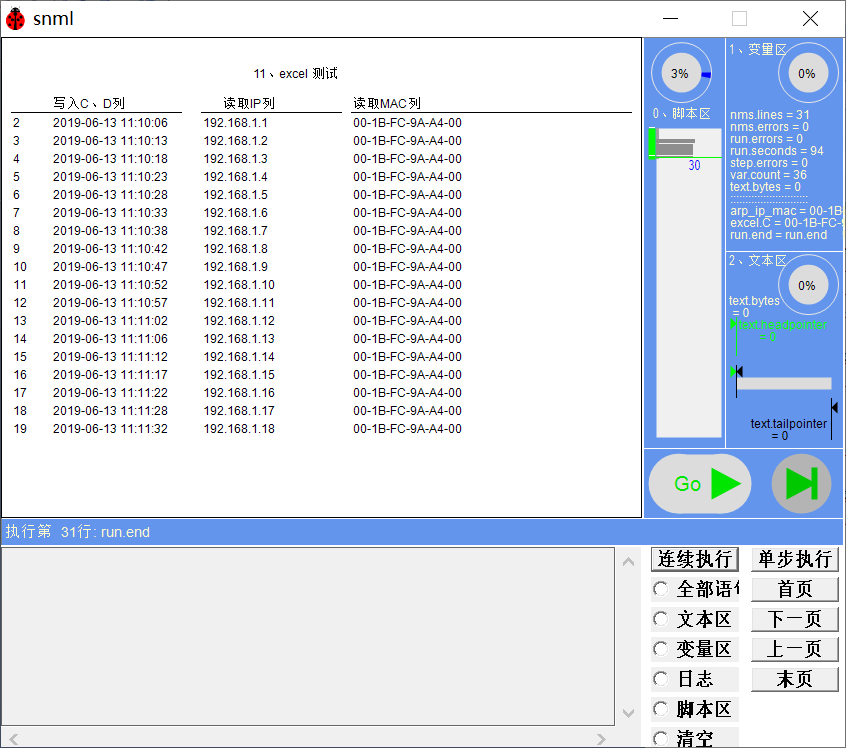 snml
11、excel 测试
写入C、D列 读取IP列 读取MAC列
2 2019-06-13 11:10:06 192.168.1.1 00-1B-FC-9A-A4-00
3 2019-06-13 11:10:13 192.168.1.2 00-1B-FC-9A-A4-00
4 2019-06-13 11:10:18 192.168.1.3 00-1B-FC-9A-A4-00
5 2019-06-13 11:10:23 192.168.1.4 00-1B-FC-9A-A4-00
6 2019-06-13 11:10:28 192.168.1.5 00-1B-FC-9A-A4-00
7 2019-06-13 11:10:33 192.168.1.6 00-1B-FC-9A-A4-00
8 2019-06-13 11:10:38 192.168.1.7 00-1B-FC-9A-A4-00
9 2019-06-13 11:10:42 192.168.1.8 00-1B-FC-9A-A4-00
10 2019-06-13 11:10:47 192.168.1.9 00-1B-FC-9A-A4-00
11 2019-06-13 11:10:52 192.168.1.10 00-1B-FC-9A-A4-00
12 2019-06-13 11:10:57 192.168.1.11 00-1B-FC-9A-A4-00
13 2019-06-13 11:11:02 192.168.1.12 00-1B-FC-9A-A4-00
14 2019-06-13 11:11:06 192.168.1.13 00-1B-FC-9A-A4-00
15 2019-06-13 11:11:12 192.168.1.14 00-1B-FC-9A-A4-00
16 2019-06-13 11:11:17 192.168.1.15 00-1B-FC-9A-A4-00
17 2019-06-13 11:11:22 192.168.1.16 00-1B-FC-9A-A4-00
18 2019-06-13 11:11:28 192.168.1.17 00-1B-FC-9A-A4-00
19 2019-06-13 11:11:32 192.168.1.18 00-1B-FC-9A-A4-00
3%
0、脚本区
30
1、变量区
0%
nms.lines = 31
nms.errors = 0
run.errors = 0
run.seconds = 94
step.errors = 0
var.count = 36
text.bytes = 0
arp_ip_mac = 00-1B-
excel.C = 00-1B-FC-9
run.end = run.end
2、文本区
0%
text.bytes
= 0
text.headpointer
= 0
text.tailpointer
= 0
Go
执行第 31行: run.end
连续执行 单步执行
全部语句 首页
文本区 下一页
变量区 上一页
日志 末页
脚本区
清空